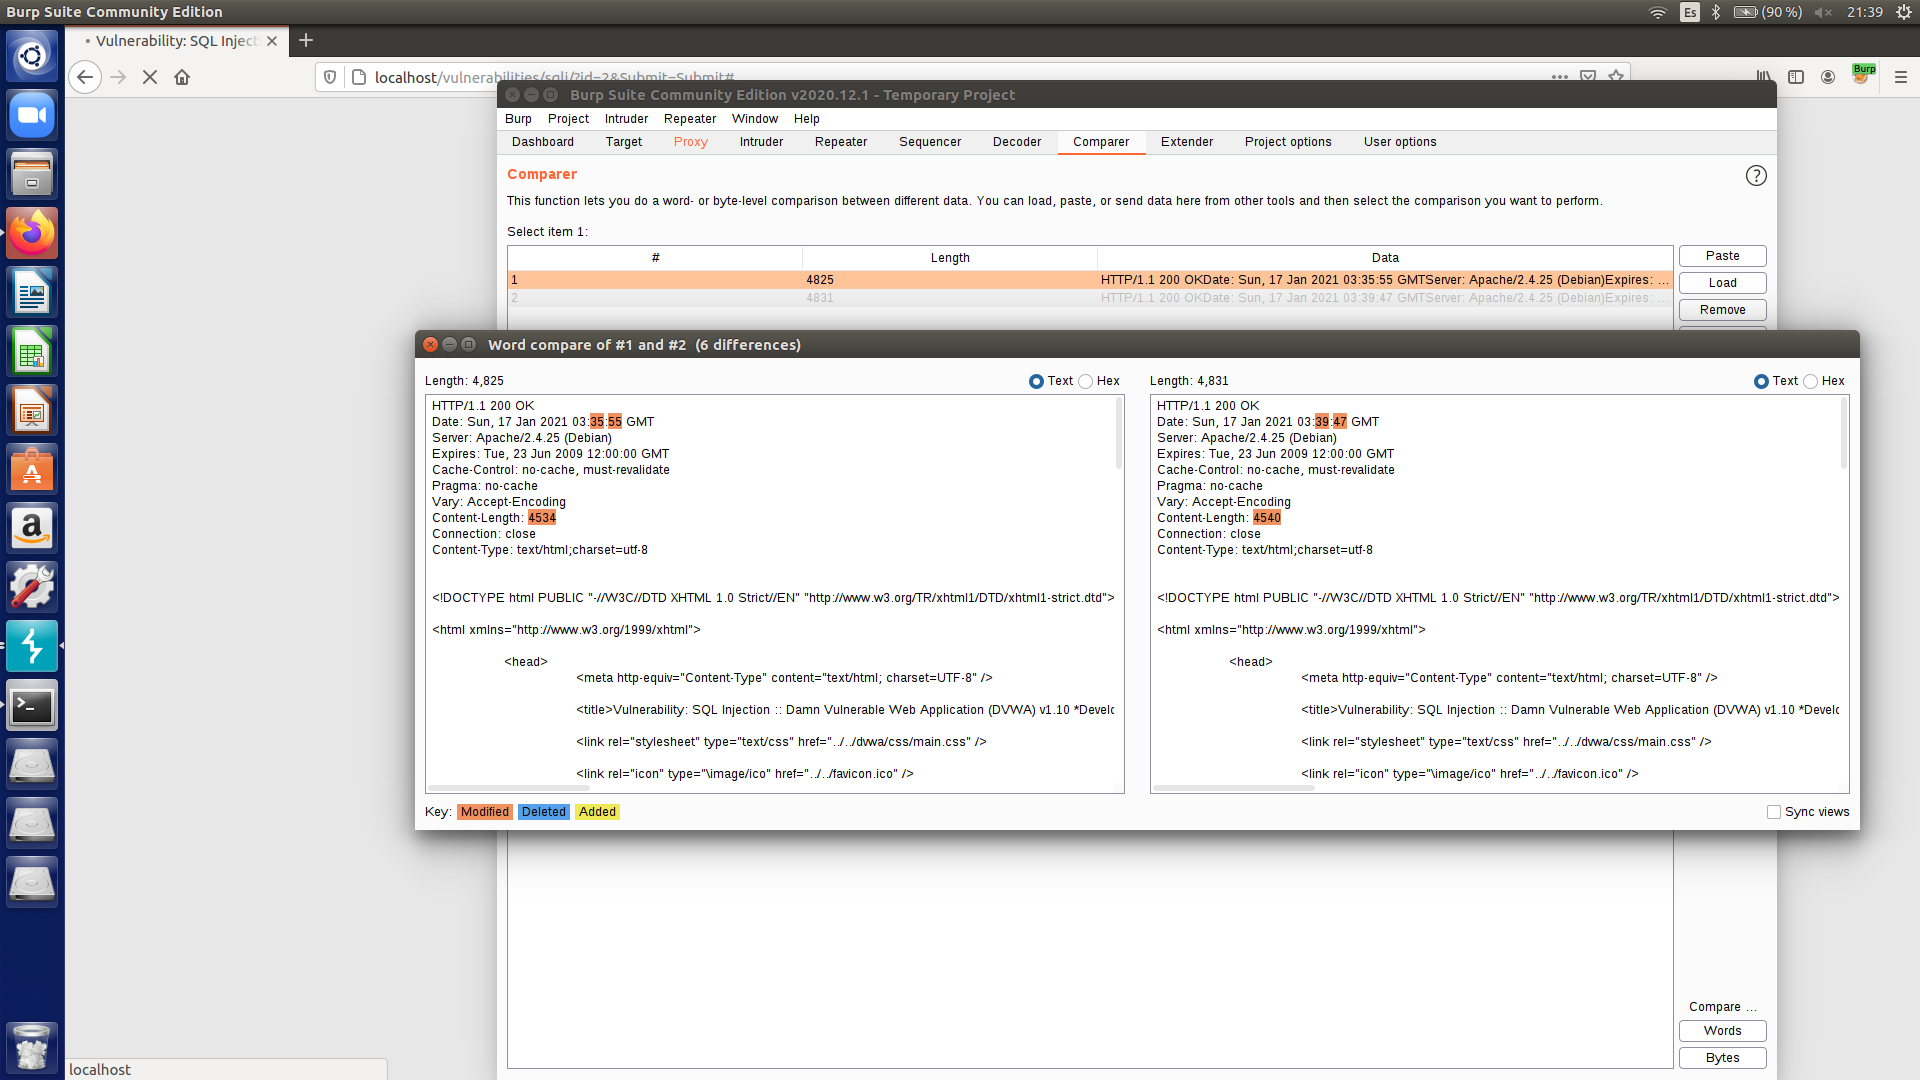 Burp Suite Community Edition
Es
(90 %)
21:39
• Vulnerability: SQL Inject
localhost/vulnerabilities/sqli/?id=2&Submit=Submit#
Burp
Burp Suite Community Edition v2020.12.1 - Temporary Project
Burp Project Intruder Repeater Window Help
Dashboard Target Proxy Intruder Repeater Sequencer Decoder Comparer Extender Project options User options
Comparer
?
This function lets you do a word- or byte-level comparison between different data. You can load, paste, or send data here from other tools and then select the comparison you want to perform.
Select item 1:
# Length Data
Paste
1 4825 HTTP/1.1 200 OKDate: Sun, 17 Jan 2021 03:35:55 GMTServer: Apache/2.4.25 (Debian)Expires: ...
Load
2 4831 HTTP/1.1 200 OKDate: Sun, 17 Jan 2021 03:39:47 GMTServer: Apache/2.4.25 (Debian)Expires: ...
Remove
Word compare of #1 and #2 (6 differences)
Length: 4,825
Text Hex
HTTP/1.1 200 OK
Date: Sun, 17 Jan 2021 03:35:55 GMT
Server: Apache/2.4.25 (Debian)
Expires: Tue, 23 Jun 2009 12:00:00 GMT
Cache-Control: no-cache, must-revalidate
Pragma: no-cache
Vary: Accept-Encoding
Content-Length: 4534
Connection: close
Content-Type: text/html;charset=utf-8
<!DOCTYPE html PUBLIC "-//W3C//DTD XHTML 1.0 Strict//EN" "http://www.w3.org/TR/xhtml1/DTD/xhtml1-strict.dtd">
<html xmlns="http://www.w3.org/1999/xhtml">
<head>
<meta http-equiv="Content-Type" content="text/html; charset=UTF-8" />
<title>Vulnerability: SQL Injection :: Damn Vulnerable Web Application (DVWA) v1.10 *Develo
<link rel="stylesheet" type="text/css" href="../../dvwa/css/main.css" />
<link rel="icon" type="\image/ico" href="../../favicon.ico" />
Length: 4,831
Text Hex
HTTP/1.1 200 OK
Date: Sun, 17 Jan 2021 03:39:47 GMT
Server: Apache/2.4.25 (Debian)
Expires: Tue, 23 Jun 2009 12:00:00 GMT
Cache-Control: no-cache, must-revalidate
Pragma: no-cache
Vary: Accept-Encoding
Content-Length: 4540
Connection: close
Content-Type: text/html;charset=utf-8
<!DOCTYPE html PUBLIC "-//W3C//DTD XHTML 1.0 Strict//EN" "http://www.w3.org/TR/xhtml1/DTD/xhtml1-strict.dtd">
<html xmlns="http://www.w3.org/1999/xhtml">
<head>
<meta http-equiv="Content-Type" content="text/html; charset=UTF-8" />
<title>Vulnerability: SQL Injection :: Damn Vulnerable Web Application (DVWA) v1.10 *Develo
<link rel="stylesheet" type="text/css" href="../../dvwa/css/main.css" />
<link rel="icon" type="\image/ico" href="../../favicon.ico" />
Key: Modified Deleted Added
Sync views
Compare ...
Words
Bytes
localhost